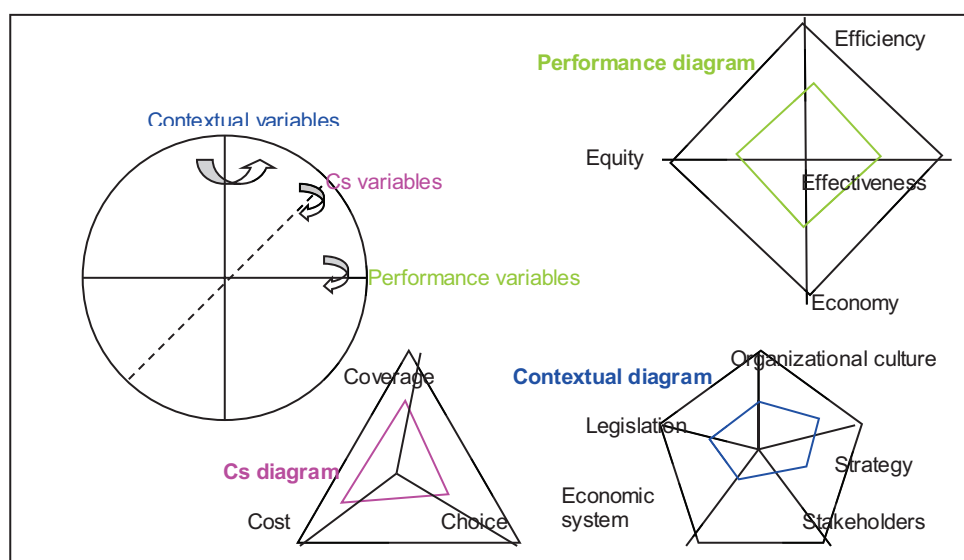 Contextual variables
Cs variables
Performance variables
Performance diagram
Efficiency
Equity
Effectiveness
Economy
Coverage
Cs diagram
Cost
Choice
Contextual diagram
Organizational culture
Legislation
Strategy
Economic
system
Stakeholders